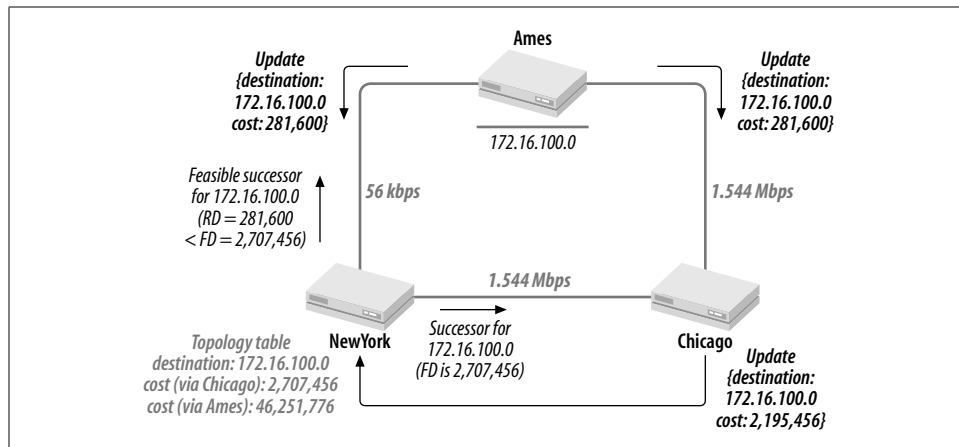 Ames
Update
{destination:
172.16.100.0
cost: 281,600}
Update
{destination:
172.16.100.0
cost: 281,600}
172.16.100.0
Feasible successor
for 172.16.100.0
(RD = 281,600
< FD = 2,707,456)
56 kbps
1.544 Mbps
1.544 Mbps
NewYork
Successor for
172.16.100.0
(FD is 2,707,456)
Chicago
Topology table
destination: 172.16.100.0
cost (via Chicago): 2,707,456
cost (via Ames): 46,251,776
Update
{destination:
172.16.100.0
cost: 2,195,456}